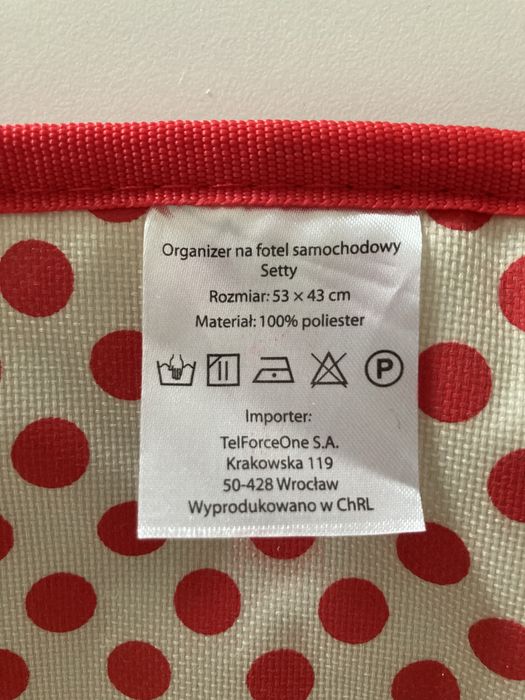 Organizer na fotel samochodowy
Setty
Rozmiar: 53 × 43 cm
Materiał: 100% poliester
P
Importer:
TelForceOne S.A.
Krakowska 119
50-428 Wrocław
Wyprodukowano w ChRL